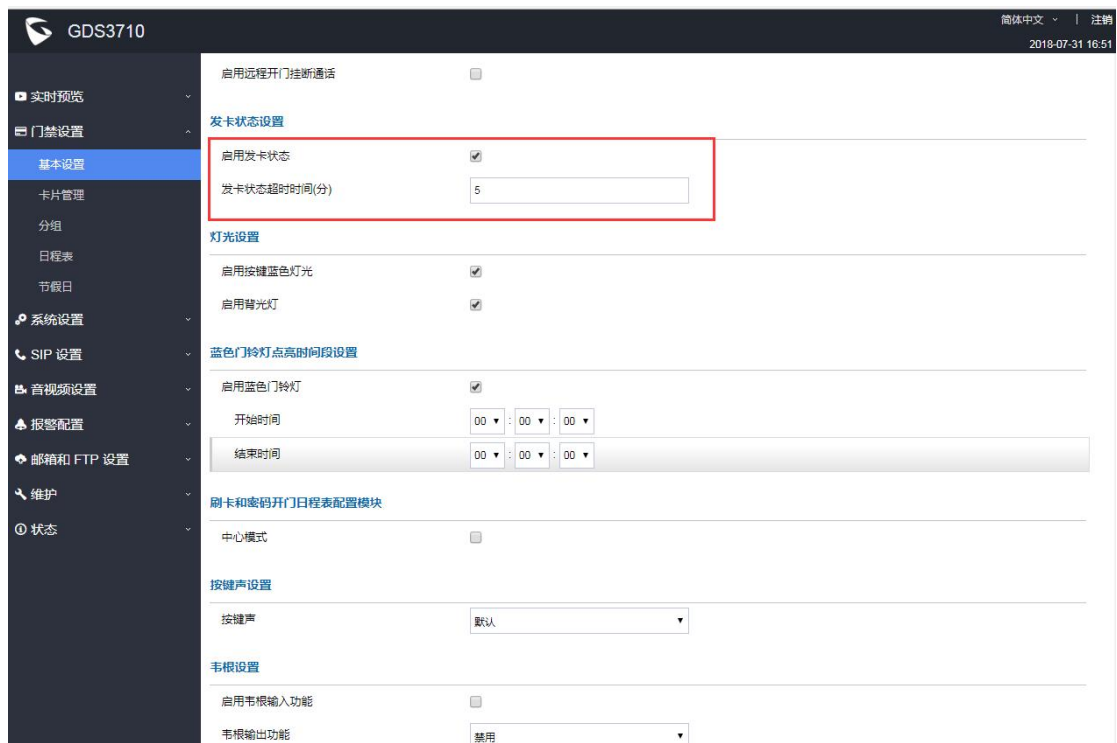 GDS3710
简体中文 | 注销
2018-07-31 16:51
实时预览
门禁设置
基本设置
卡片管理
分组
日程表
节假日
系统设置
SIP 设置
音视频设置
报警配置
邮箱和 FTP 设置
维护
状态
启用远程开门挂断通话
发卡状态设置
启用发卡状态
发卡状态超时时间(分) 5
灯光设置
启用按键蓝色灯光
启用背光灯
蓝色门铃灯点亮时间段设置
启用蓝色门铃灯
开始时间 00 : 00 : 00
结束时间 00 : 00 : 00
刷卡和密码开门日程表配置模块
中心模式
按键声设置
按键声 默认
韦根设置
启用韦根输入功能
韦根输出功能 禁用